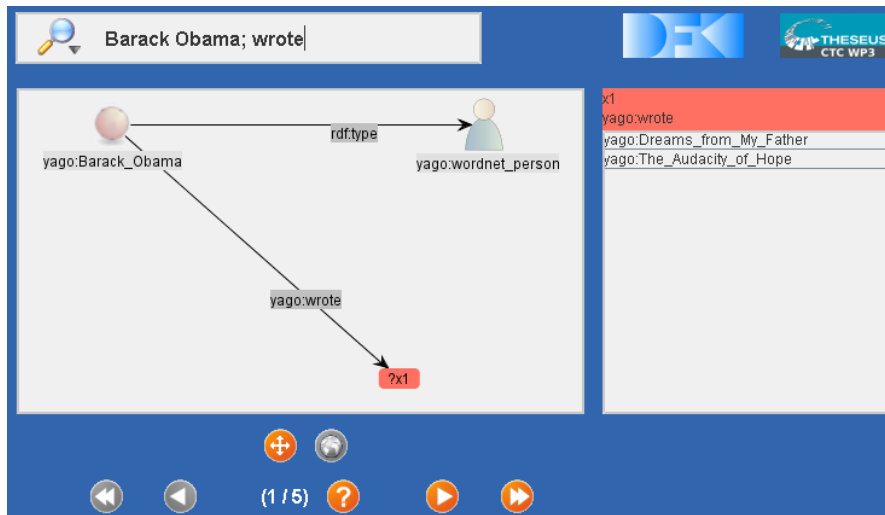 Barack Obama; wrote
DFK
THESEUS
CTC WP3
rdf:type
yago:Barack_Obama
yago:wordnet_person
yago:wrote
?x1
x1
yago:wrote
yago:Dreams_from_My_Father
yago:The_Audacity_of_Hope
(1 / 5)
?